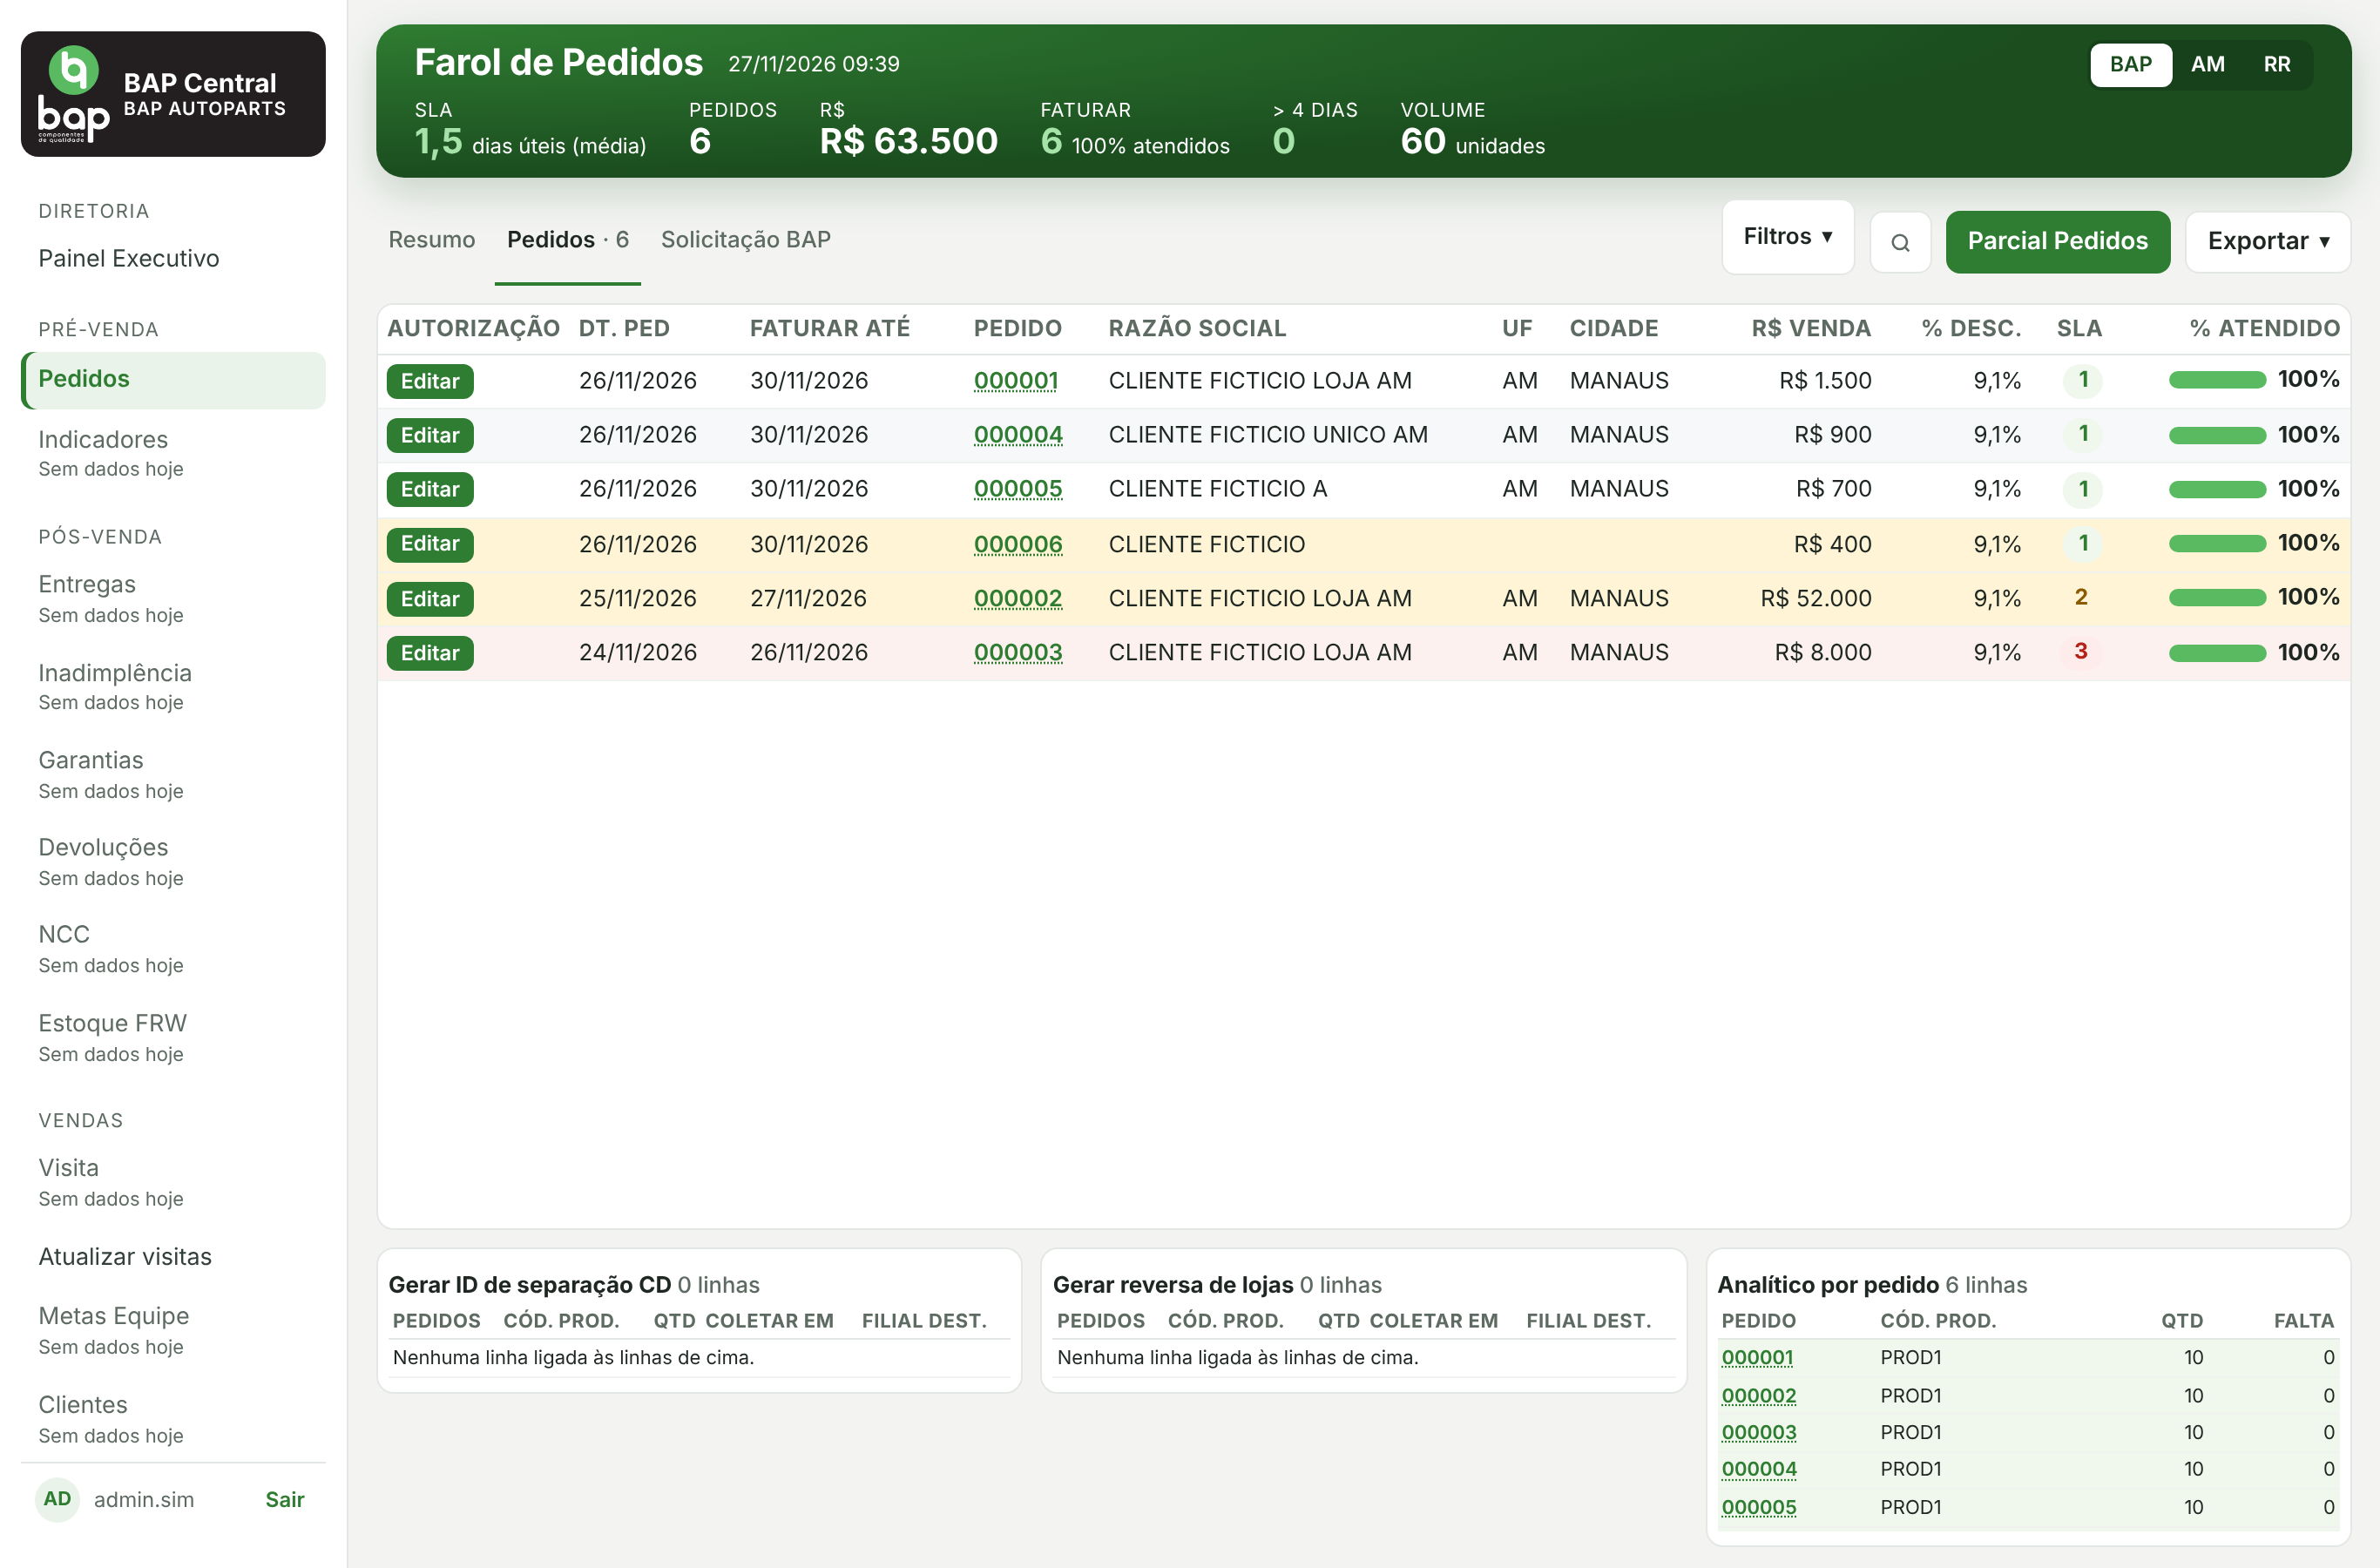 bap
componentes
de qualidade
BAP Central
BAP AUTOPARTS
DIRETORIA
Painel Executivo
PRÉ-VENDA
Pedidos
Indicadores
Sem dados hoje
PÓS-VENDA
Entregas
Sem dados hoje
Inadimplência
Sem dados hoje
Garantias
Sem dados hoje
Devoluções
Sem dados hoje
NCC
Sem dados hoje
Estoque FRW
Sem dados hoje
VENDAS
Visita
Sem dados hoje
Atualizar visitas
Metas Equipe
Sem dados hoje
Clientes
Sem dados hoje
AD admin.sim Sair
Farol de Pedidos 27/11/2026 09:39 BAP AM RR
SLA PEDIDOS R$ FATURAR > 4 DIAS VOLUME
1,5 dias úteis (média) 6 R$ 63.500 6 100% atendidos 0 60 unidades
Resumo Pedidos · 6 Solicitação BAP Filtros ▾ Parcial Pedidos Exportar ▾
AUTORIZAÇÃO DT. PED FATURAR ATÉ PEDIDO RAZÃO SOCIAL UF CIDADE R$ VENDA % DESC. SLA % ATENDIDO
Editar 26/11/2026 30/11/2026 000001 CLIENTE FICTICIO LOJA AM AM MANAUS R$ 1.500 9,1% 1 100%
Editar 26/11/2026 30/11/2026 000004 CLIENTE FICTICIO UNICO AM AM MANAUS R$ 900 9,1% 1 100%
Editar 26/11/2026 30/11/2026 000005 CLIENTE FICTICIO A AM MANAUS R$ 700 9,1% 1 100%
Editar 26/11/2026 30/11/2026 000006 CLIENTE FICTICIO R$ 400 9,1% 1 100%
Editar 25/11/2026 27/11/2026 000002 CLIENTE FICTICIO LOJA AM AM MANAUS R$ 52.000 9,1% 2 100%
Editar 24/11/2026 26/11/2026 000003 CLIENTE FICTICIO LOJA AM AM MANAUS R$ 8.000 9,1% 3 100%
Gerar ID de separação CD 0 linhas
PEDIDOS CÓD. PROD. QTD COLETAR EM FILIAL DEST.
Nenhuma linha ligada às linhas de cima.
Gerar reversa de lojas 0 linhas
PEDIDOS CÓD. PROD. QTD COLETAR EM FILIAL DEST.
Nenhuma linha ligada às linhas de cima.
Analítico por pedido 6 linhas
PEDIDO CÓD. PROD. QTD FALTA
000001 PROD1 10 0
000002 PROD1 10 0
000003 PROD1 10 0
000004 PROD1 10 0
000005 PROD1 10 0